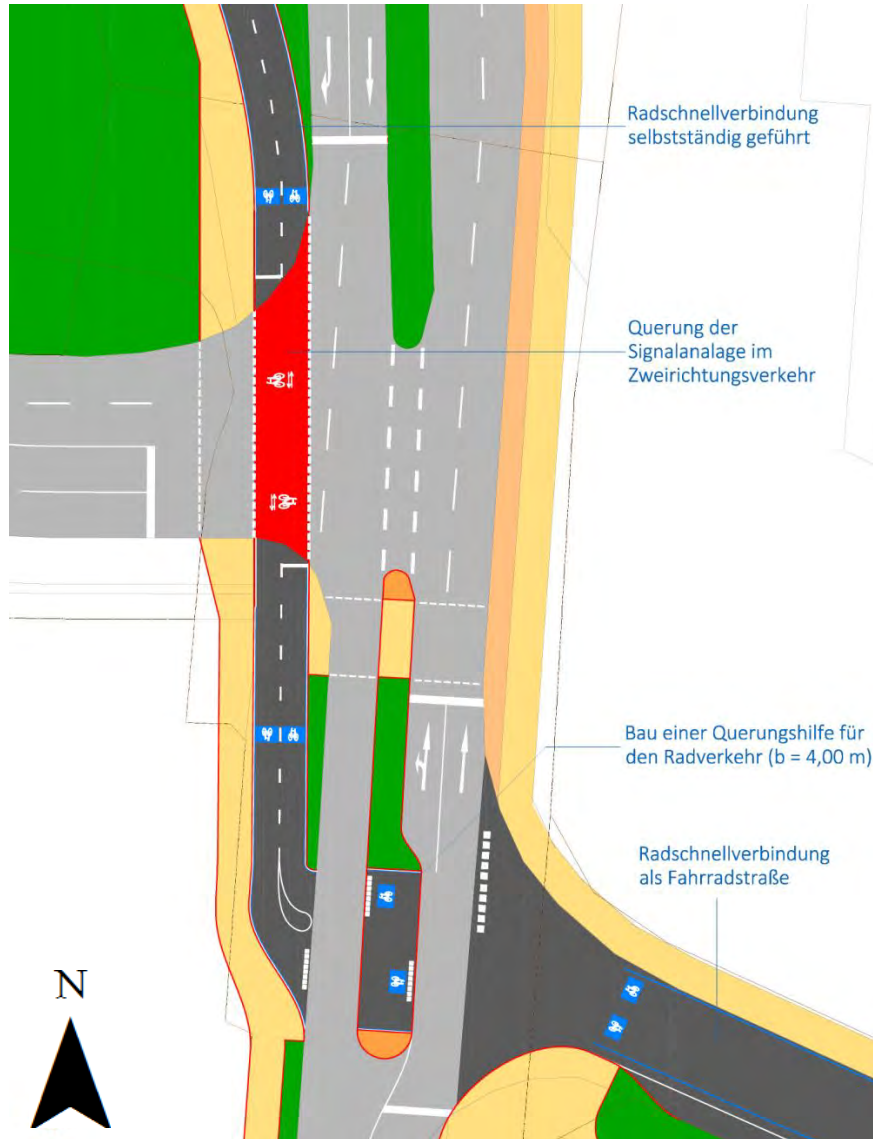 Radschnellverbindung
selbstständig geführt
Querung der
Signalanalage im
Zweirichtungsverkehr
Bau einer Querungshilfe für
den Radverkehr (b = 4,00 m)
Radschnellverbindung
als Fahrradstraße
N